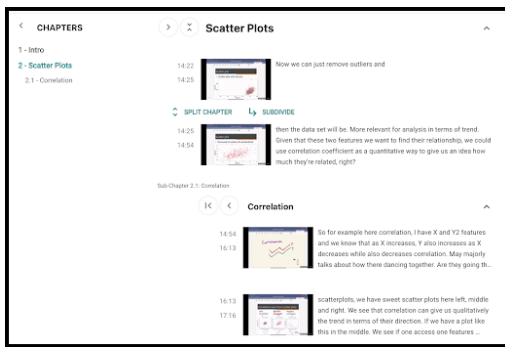 CHAPTERS
1 - Intro
2 - Scatter Plots
2.1 - Correlation
Scatter Plots
14:22
14:25
Now we can just remove outliers and
SPLIT CHAPTER
SUBDIVIDE
14:25
14:54
then the data set will be. More relevant for analysis in terms of trend.
Given that these two features we want to find their relationship, we could
use correlation coefficient as a quantitative way to give us an idea how
much they're related, right?
Sub-Chapter 2.1: Correlation
Correlation
14:54
16:13
So for example here correlation, I have X and Y2 features
and we know that as X increases, Y also increases as X
decreases while also decreases correlation. May majorly
talks about how there dancing together. Are they going th...
16:13
17:16
scatterplots, we have sweet scatter plots here left, middle
and right. We see that correlation can give us qualitatively
the trend in terms of their direction. If we have a plot like
this in the middle. We see if one access one features ...